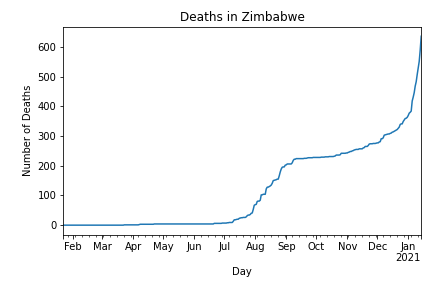 Deaths in Zimbabwe
Number of Deaths
600
500
400
300
200
100
0
Feb Mar Apr May Jun Jul Aug Sep Oct Nov Dec Jan
2021
Day